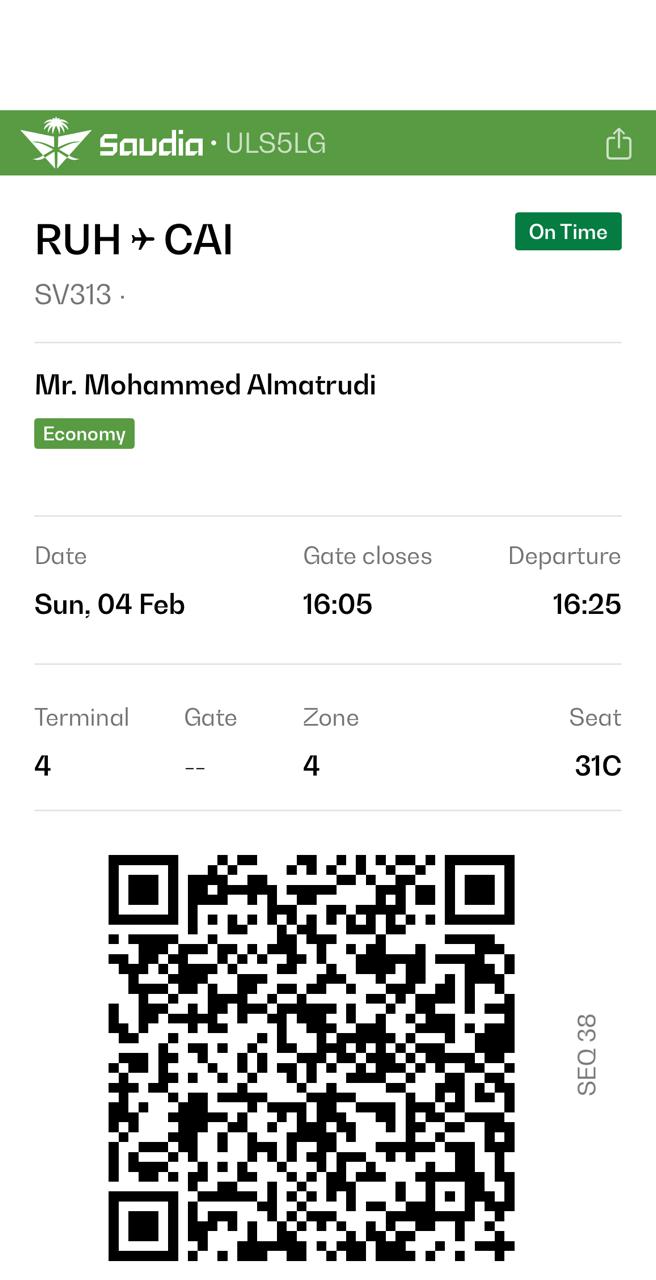 Saudia · ULS5LG
RUH ✈ CAI
On Time
SV313 ·
Mr. Mohammed Almatrudi
Economy
Date Gate closes Departure
Sun, 04 Feb 16:05 16:25
Terminal Gate Zone Seat
4 -- 4 31C
SEQ 38